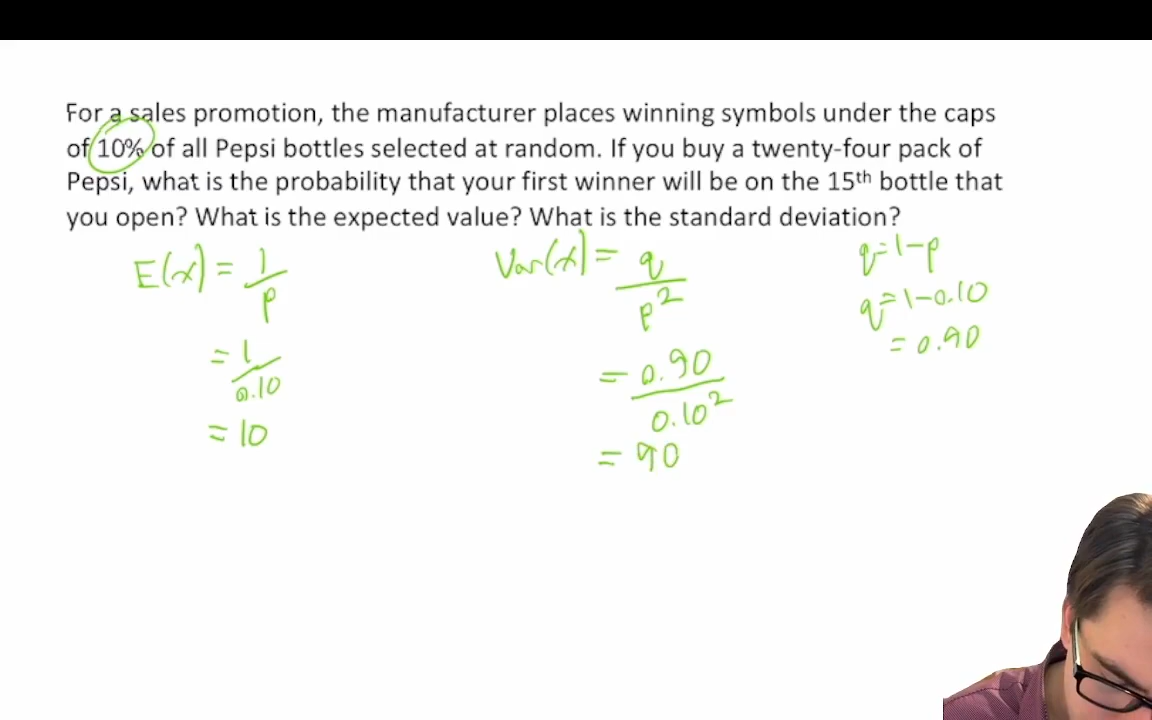 For a sales promotion, the manufacturer places winning symbols under the caps
of 10% of all Pepsi bottles selected at random. If you buy a twenty-four pack of
Pepsi, what is the probability that your first winner will be on the 15th bottle that
you open? What is the expected value? What is the standard deviation?
E(x) = 1/p
= 1/0.10
= 10
Var(x) = q/p²
= 0.90/0.10²
= 90
q=1-p
q=1-0.10
= 0.90